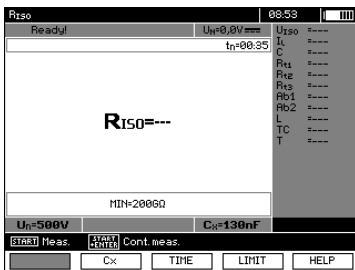 RISO 08:53
Ready! UN=0,0V
tn=00:35
UISO =---
IL =---
C =---
Rt1 =---
Rt2 =---
Rt3 =---
Ab1 =---
Ab2 =---
L =---
TC =---
T =---
RISO=---
MIN=200GΩ
Un=500V CX=130nF
START Meas. START +ENTER Cont. meas.
Cx TIME LIMIT HELP